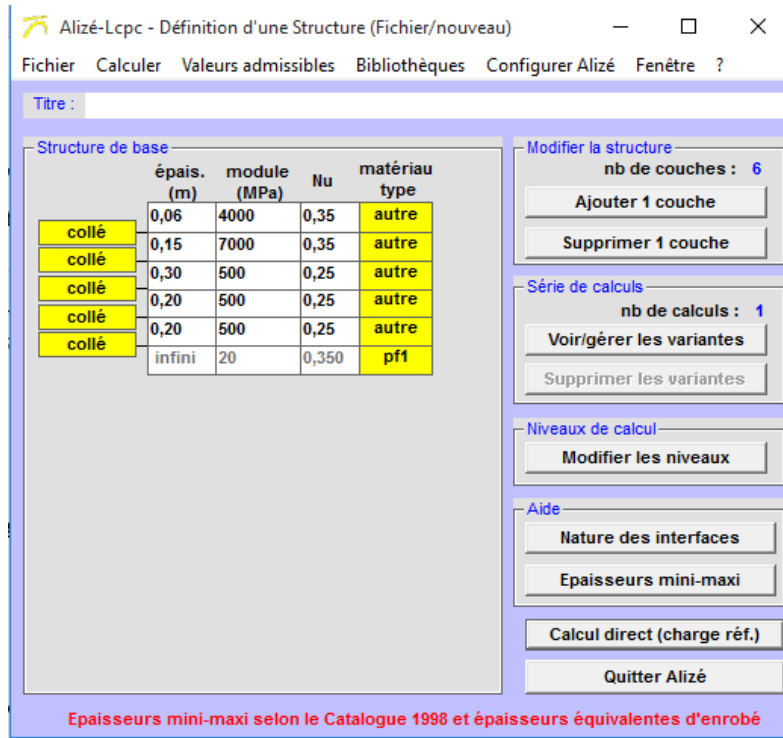 Alizé-Lcpc - Définition d'une Structure (Fichier/nouveau)
Fichier Calculer Valeurs admissibles Bibliothèques Configurer Alizé Fenêtre ?
Titre :
Structure de base
épais. (m) module (MPa) Nu matériau type
0,06 4000 0,35 autre
collé
0,15 7000 0,35 autre
collé
0,30 500 0,25 autre
collé
0,20 500 0,25 autre
collé
0,20 500 0,25 autre
collé
infini 20 0,350 pf1
Modifier la structure
nb de couches : 6
Ajouter 1 couche
Supprimer 1 couche
Série de calculs
nb de calculs : 1
Voir/gérer les variantes
Supprimer les variantes
Niveaux de calcul
Modifier les niveaux
Aide
Nature des interfaces
Epaisseurs mini-maxi
Calcul direct (charge réf.)
Quitter Alizé
Epaisseurs mini-maxi selon le Catalogue 1998 et épaisseurs équivalentes d'enrobé